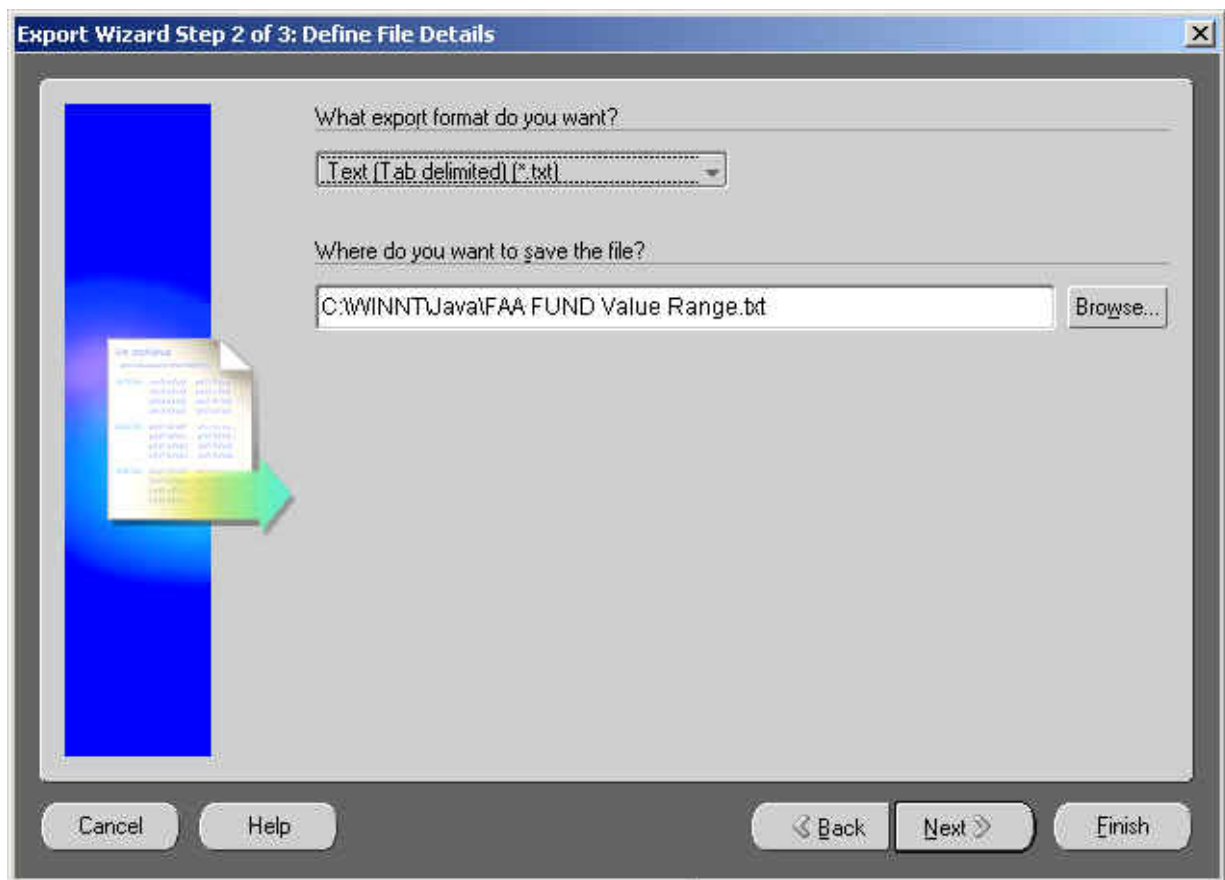 Export Wizard Step 2 of 3: Define File Details
What export format do you want?
Text (Tab delimited) (*.txt)
Where do you want to save the file?
C:\WINNT\Java\FAA FUND Value Range.txt
Browse...
Cancel
Help
Back
Next
Finish